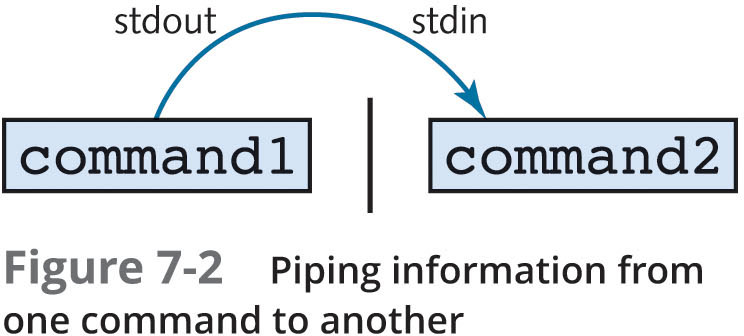 stdout stdin
command1 | command2
Figure 7-2 Piping information from
one command to another